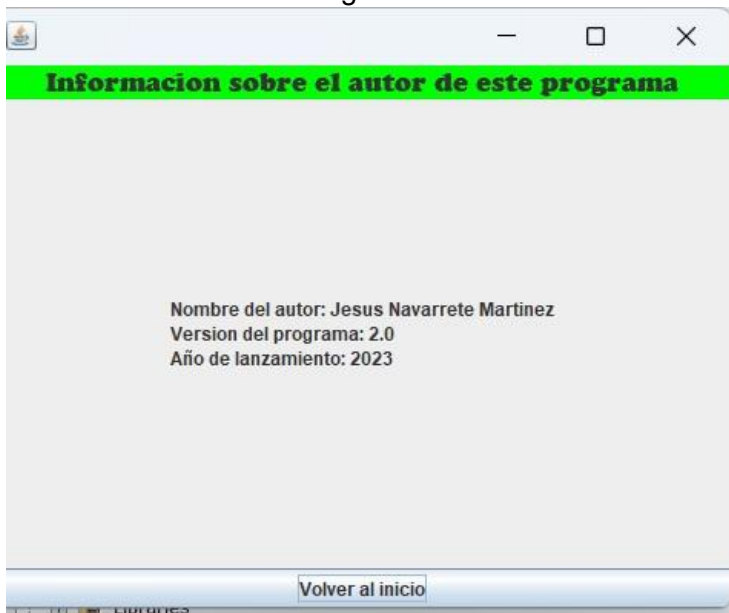 Informacion sobre el autor de este programa
Nombre del autor: Jesus Navarrete Martinez
Version del programa: 2.0
Año de lanzamiento: 2023
Volver al inicio